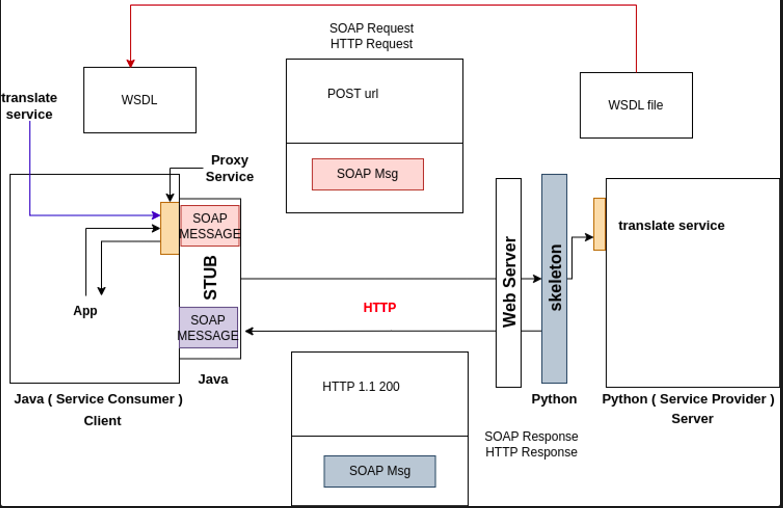 SOAP Request
HTTP Request
WSDL
POST url
WSDL file
translate
service
Proxy
Service
SOAP Msg
SOAP
MESSAGE
translate service
STUB
Web Server
skeleton
App
HTTP
SOAP
MESSAGE
Java
HTTP 1.1 200
Java ( Service Consumer )
Client
Python
Python ( Service Provider )
Server
SOAP Response
HTTP Response
SOAP Msg